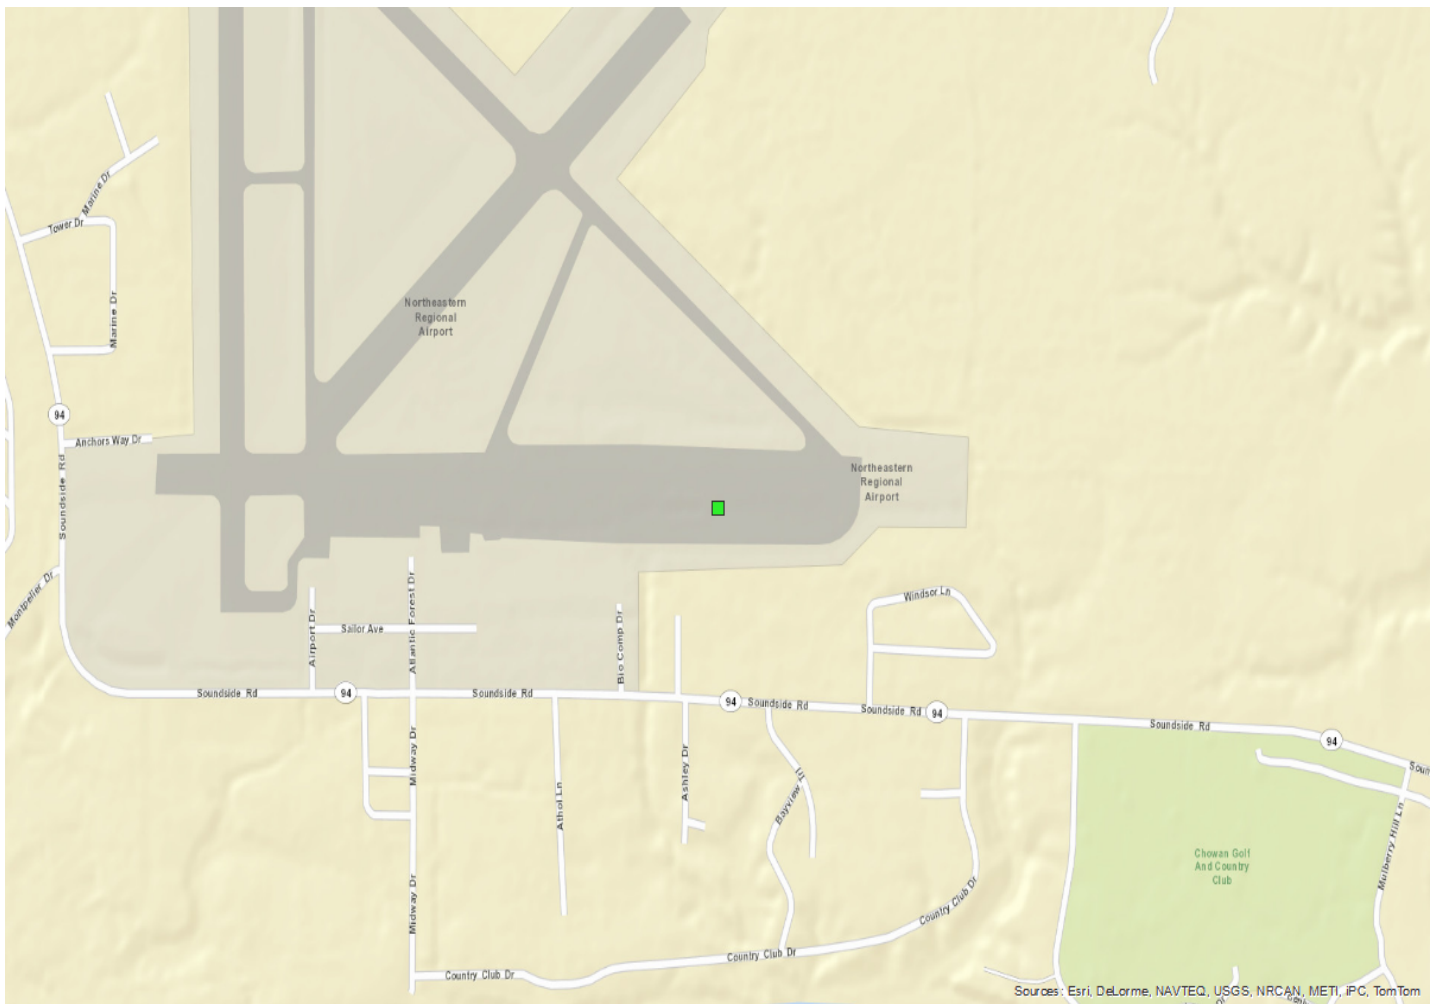 Marine Dr
Tower Dr
Marine Dr
Northeastern
Regional
Airport
94
Anchors Way Dr
Northeastern
Regional
Airport
Soundside Rd
Montpelier Dr
Atlantic Forest Dr
Windsor Ln
Airport Dr
Sailor Ave
Bio Comp Dr
Soundside Rd
94
Soundside Rd
94
Soundside Rd
Soundside Rd
94
Soundside Rd
94
Soun
Midway Dr
Ashley Dr
Bayview Ln
Athol Ln
Mulberry Hill Ln
Chowan Golf
And Country
Club
Midway Dr
Country Club Dr
Country Club Dr
Country Club Dr
Dr
Sources: Esri, DeLorme, NAVTEQ, USGS, NRCAN, METI, iPC, TomTom